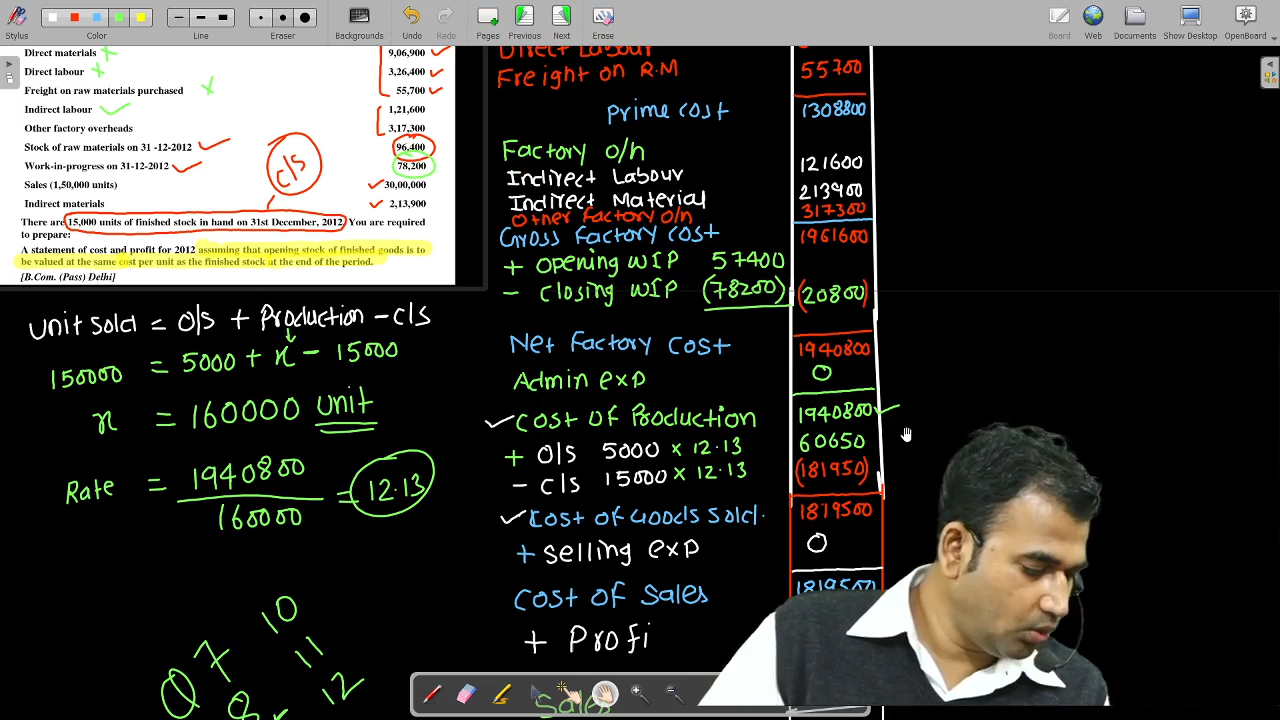 Stylus
Color
Line
Eraser
Backgrounds
Undo
Redo
Pages
Previous
Next
Erase
Board
Web
Documents
Show Desktop
OpenBoard
Direct materials 9,06,900
Direct labour 3,26,400
Freight on raw materials purchased 55,700
Indirect labour 1,21,600
Other factory overheads 3,17,300
Stock of raw materials on 31 -12-2012 96,400
Work-in-progress on 31-12-2012 78,200
Sales (1,50,000 units) 30,00,000
Indirect materials 2,13,900
There are 15,000 units of finished stock in hand on 31st December, 2012. You are required
to prepare:
A statement of cost and profit for 2012 assuming that opening stock of finished goods is to
be valued at the same cost per unit as the finished stock at the end of the period.
[B.Com. (Pass) Delhi]
C/S
unit sold = O/S + Production - C/S
150000 = 5000 + x - 15000
x = 160000 unit
Rate = 1940800 / 160000 = 12.13
Q 7 10
8 11
12
Direct Labour
Freight on R.M 55700
prime cost 1308800
Factory o/h
Indirect Labour 121600
Indirect Material 213900
Other factory o/h 317300
Gross factory cost 1961600
+ opening WIP 57400
- closing WIP (78200) (20800)
Net factory cost 1940800
Admin exp 0
Cost of Production 1940800
+ O/S 5000 × 12.13 60650
- C/S 15000 × 12.13 (181950)
Cost of Goods Sold 1819500
+ selling exp 0
Cost of Sales 1819500
+ Profi
Sales